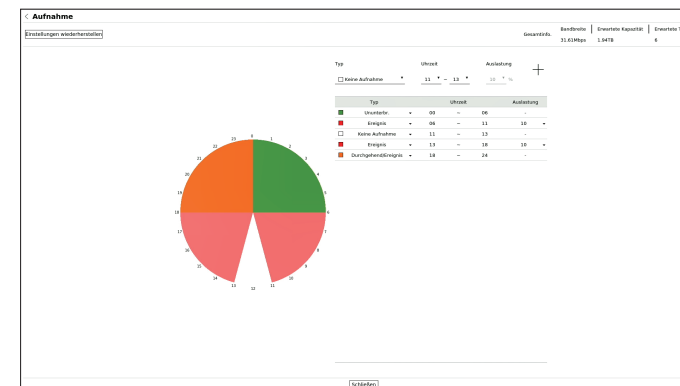 < Aufnahme
Einstellungen wiederherstellen
Gesamtinfo.
Bandbreite Erwartete Kapazität Erwartete T
31.61Mbps 1.94TB 6
Typ Uhrzeit Auslastung
Keine Aufnahme 11 ~ 13 10 %
Typ Uhrzeit Auslastung
Ununterbr. 00 ~ 06 -
Ereignis 06 ~ 11 10
Keine Aufnahme 11 ~ 13 -
Ereignis 13 ~ 18 10
Durchgehend/Ereignis 18 ~ 24 -
0
1
2
3
4
5
6
7
8
9
10
11
12
13
14
15
16
17
18
19
20
21
22
23
Schließen